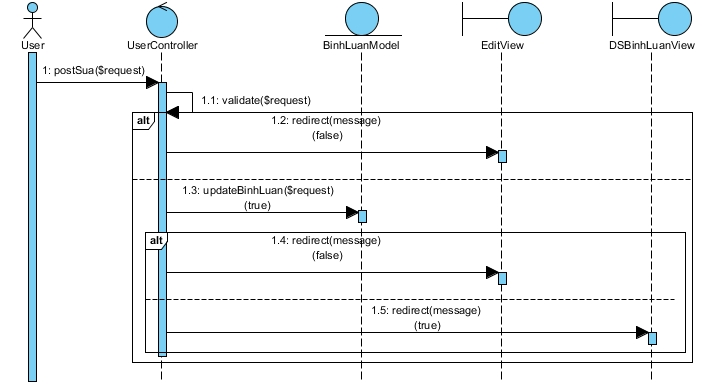 User
UserController
BinhLuanModel
EditView
DSBinhLuanView
1: postSua($request)
1.1: validate($request)
alt
1.2: redirect(message)
(false)
1.3: updateBinhLuan($request)
(true)
alt
1.4: redirect(message)
(false)
1.5: redirect(message)
(true)